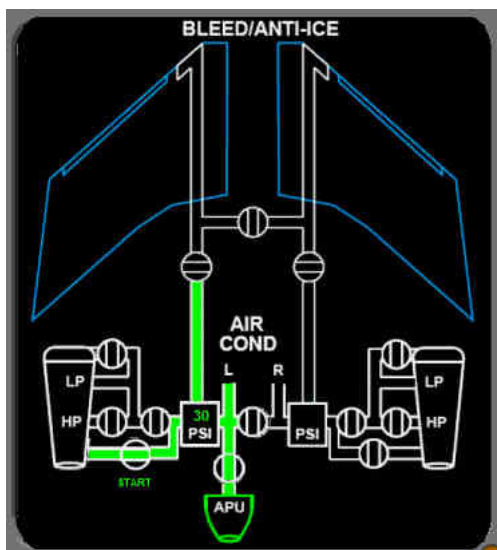 BLEED/ANTI-ICE
AIR
COND
L
R
LP
HP
30
PSI
START
APU
PSI
LP
HP